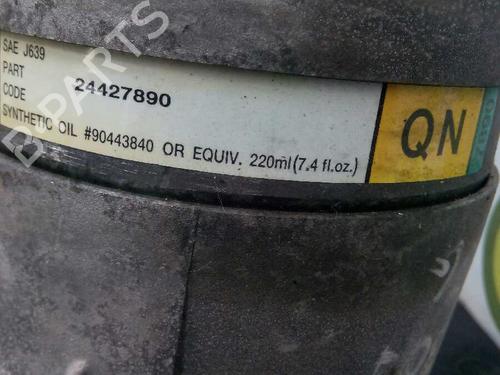 SAE J639
PART
CODE 24427890
SYNTHETIC OIL #90443840 OR EQUIV. 220ml(7.4 fl.oz.)
QN
B-PARTS